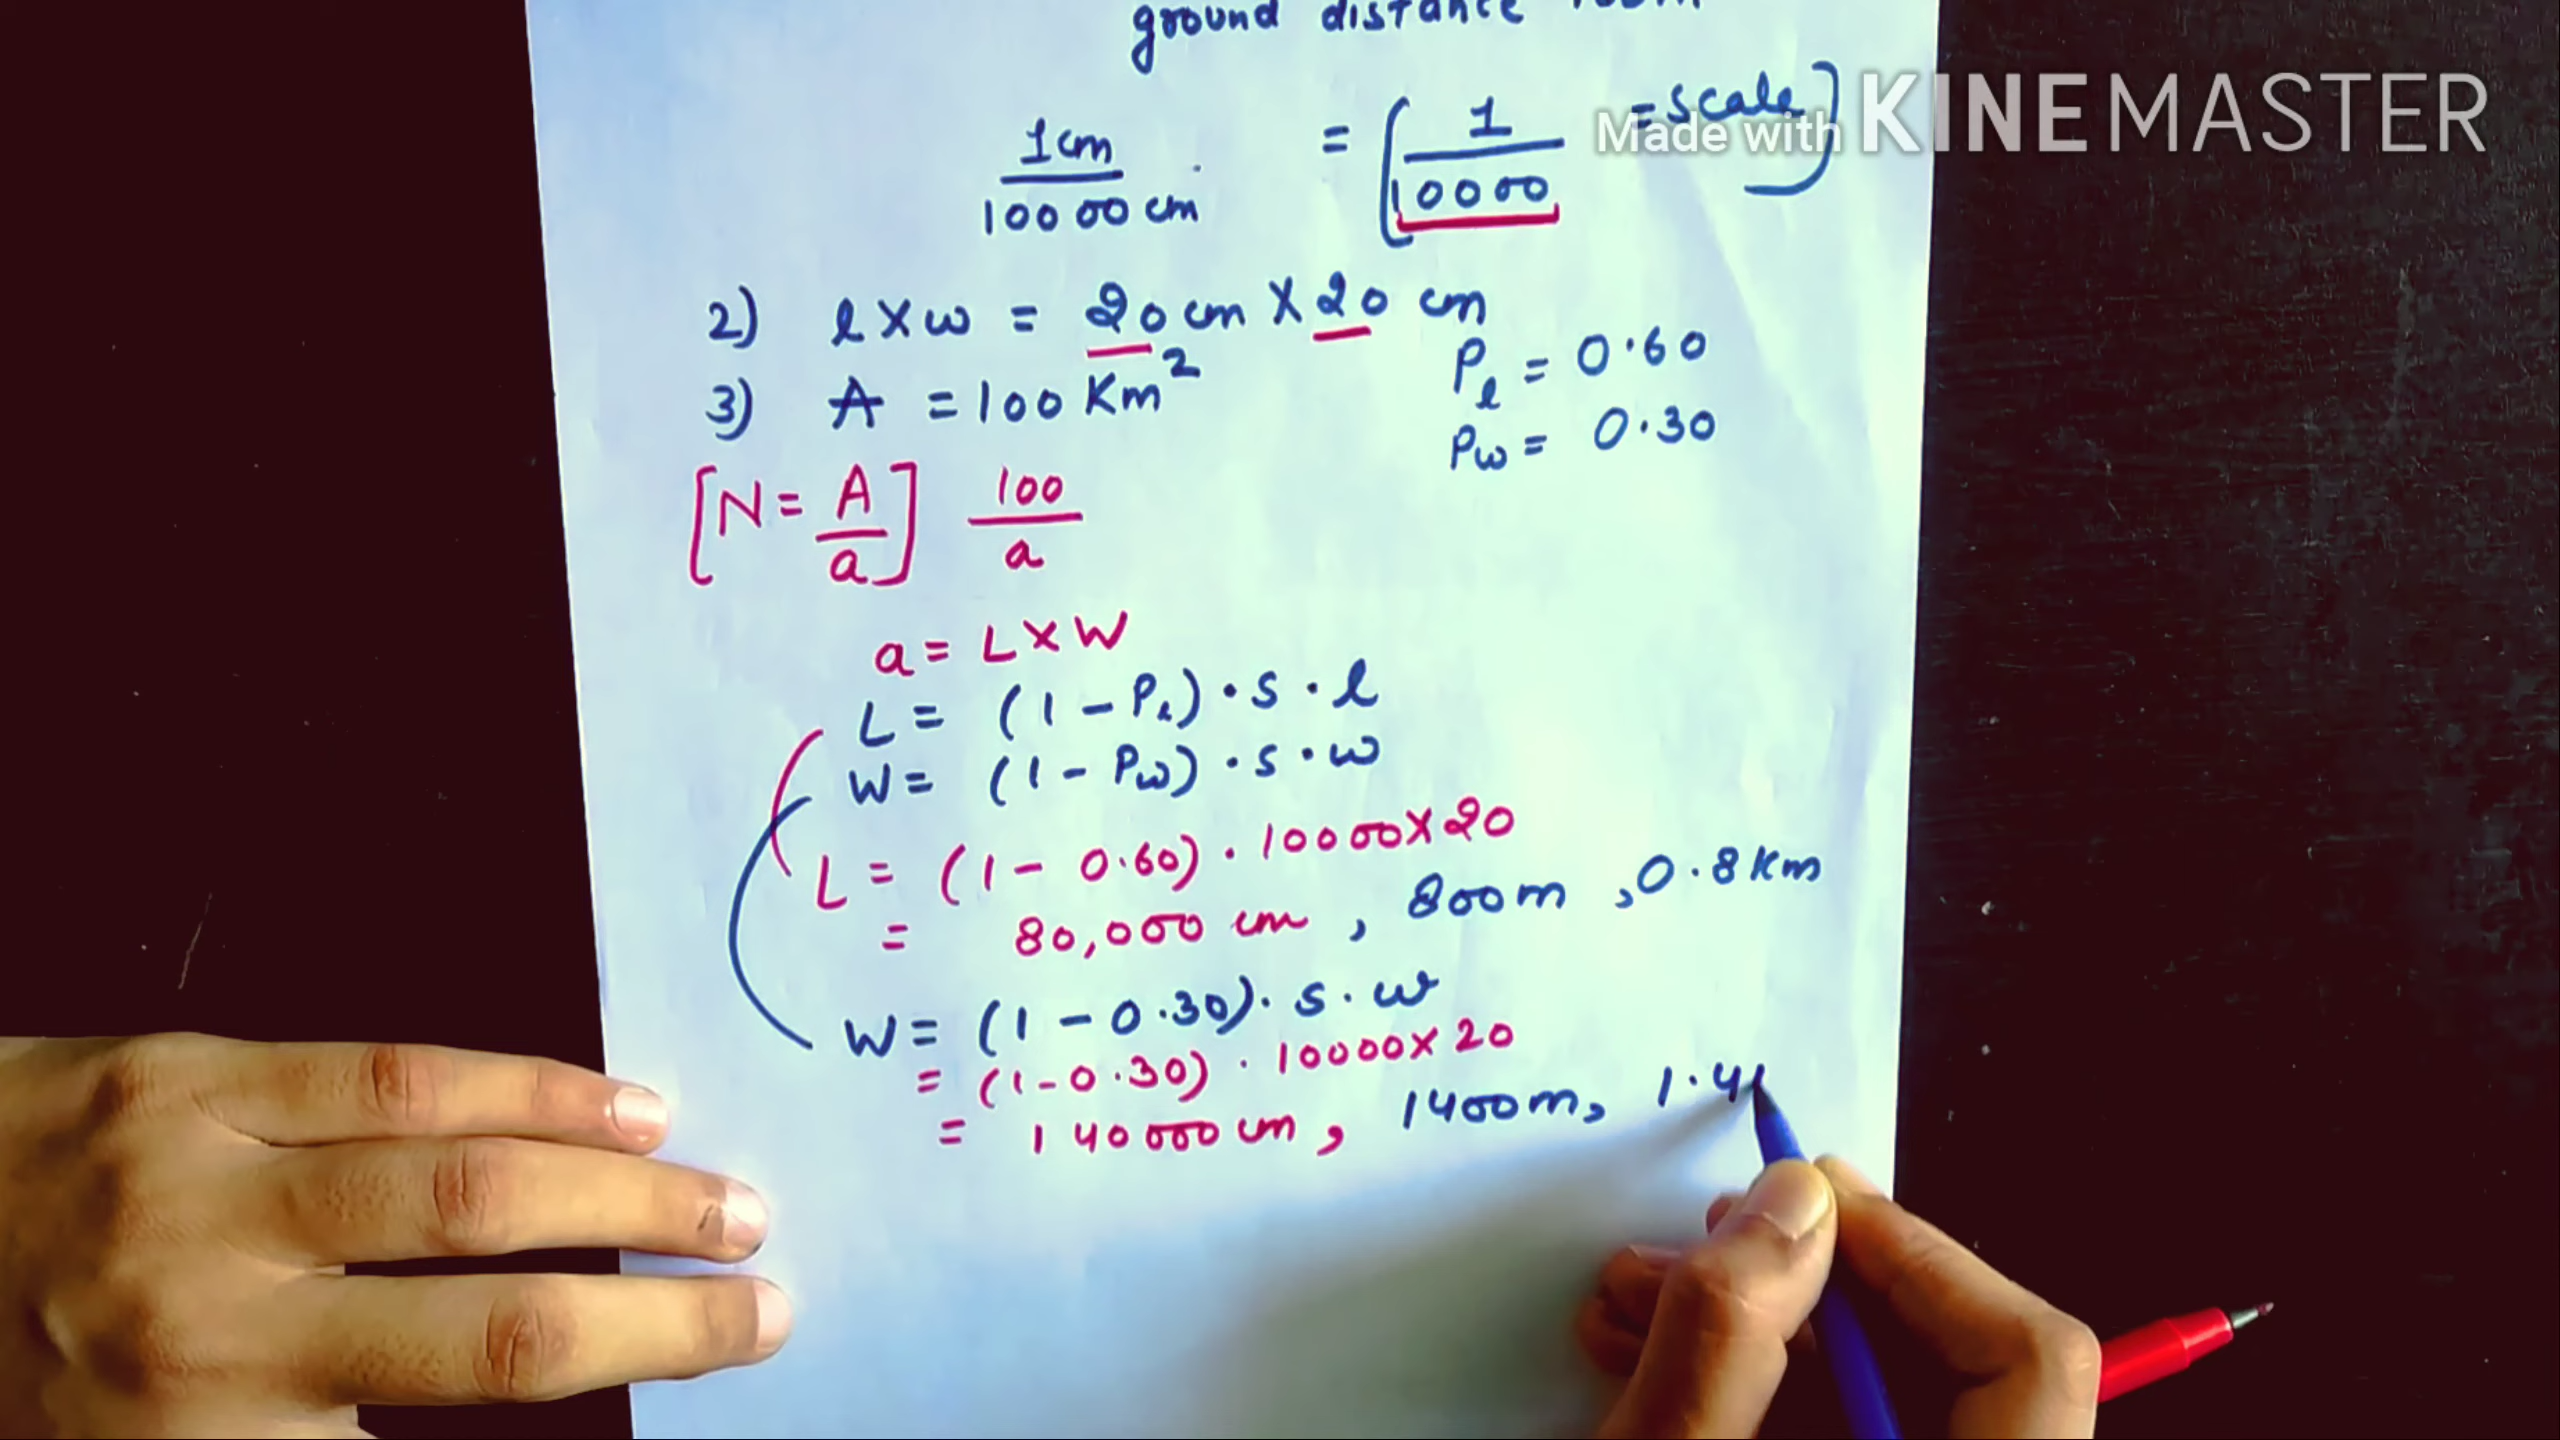 ground distance
1cm = (1 = scale)
10000 cm 10000
Made with KINEMASTER
2) l X w = 20 cm X 20 cm
3) A = 100 Km²
Pl = 0.60
Pw = 0.30
[N = A/a] 100/a
a = L X W
L = (1 - Pl) · s · l
W = (1 - Pw) · s · w
L = (1 - 0.60) · 10000 X 20
= 80,000 cm , 800m , 0.8 Km
W = (1 - 0.30) · s · w
= (1 - 0.30) · 10000 X 20
= 140000 cm , 1400m, 1.4